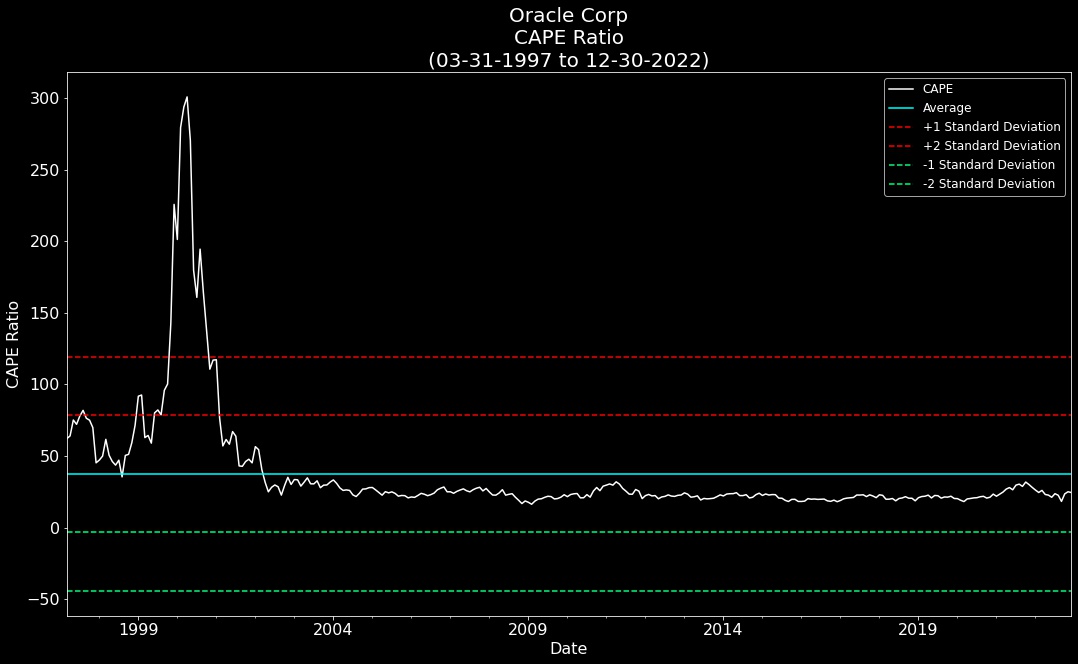 Oracle Corp
CAPE Ratio
(03-31-1997 to 12-30-2022)
CAPE
Average
+1 Standard Deviation
+2 Standard Deviation
-1 Standard Deviation
-2 Standard Deviation
CAPE Ratio
300
250
200
150
100
50
0
−50
1999
2004
2009
2014
2019
Date